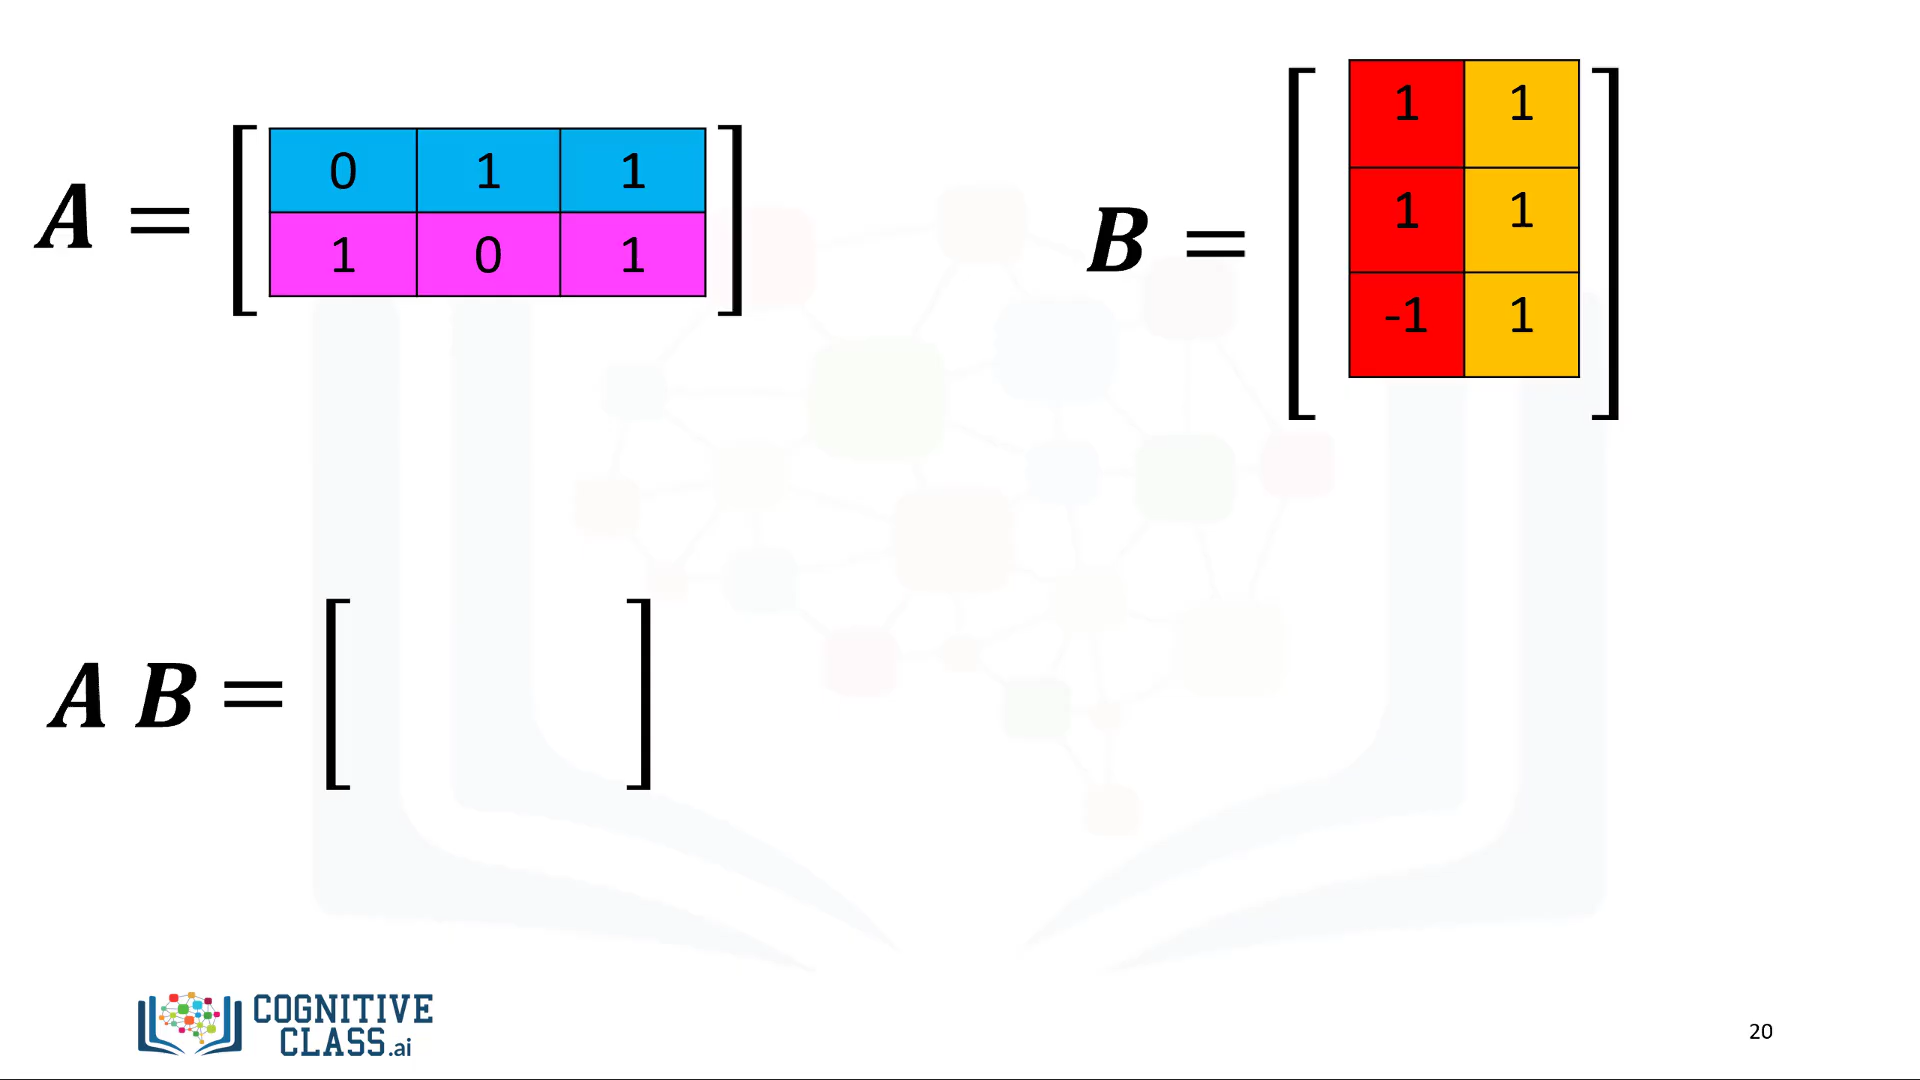 A = [ 0 1 1
1 0 1 ]
B = [ 1 1
1 1
-1 1 ]
A B = [ ]
COGNITIVE
CLASS.ai
20